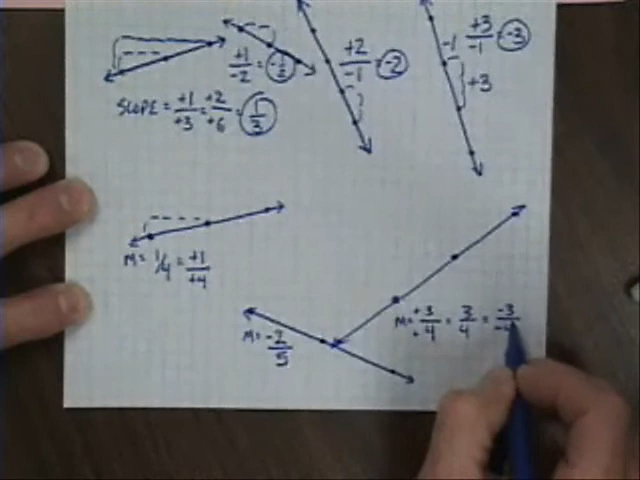 SLOPE = +1/+3 = +2/+6 = 1/3
+1/-2 = -1/2
+2/-1 = -2
-1 +3/-1 = -3
+3
M = 1/4 = +1/+4
M = -2/5
M = +3/+4 = 3/4 = -3/-4